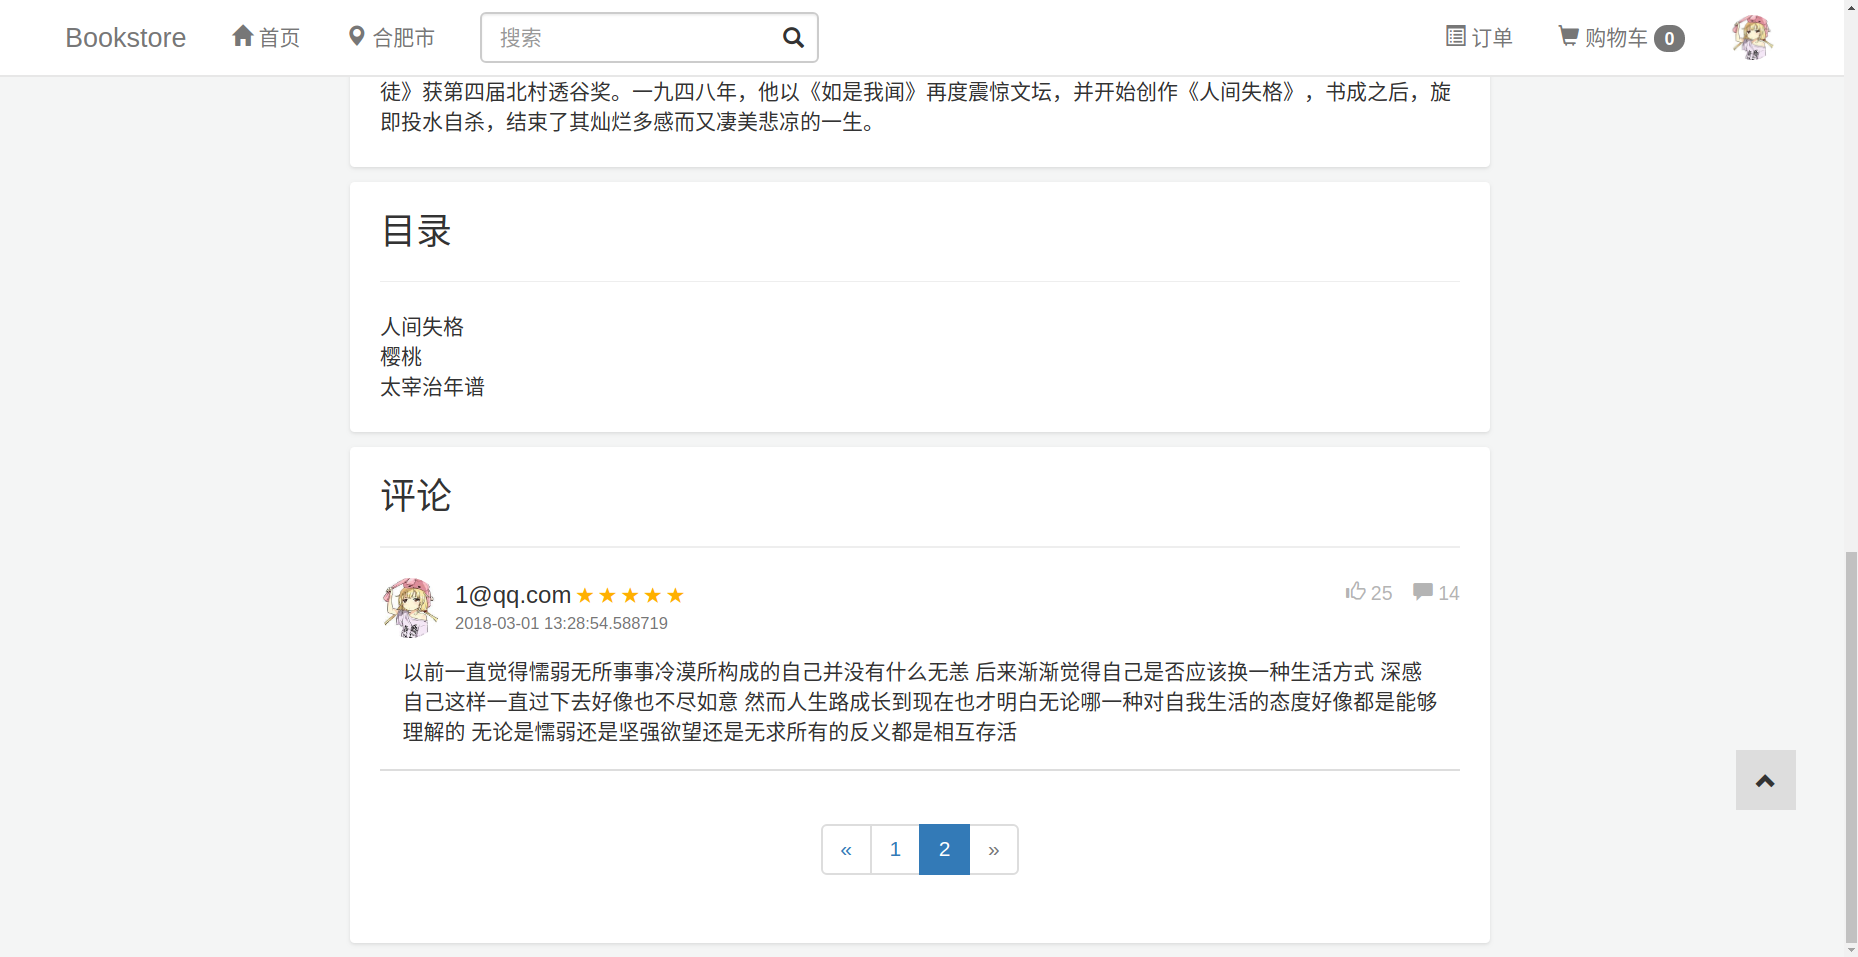 Bookstore 首页 合肥市 搜索 订单 购物车 0
徒》获第四届北村透谷奖。一九四八年，他以《如是我闻》再度震惊文坛，并开始创作《人间失格》，书成之后，旋
即投水自杀，结束了其灿烂多感而又凄美悲凉的一生。
目录
人间失格
樱桃
太宰治年谱
评论
1@qq.com ★ ★ ★ ★ ★ 25 14
2018-03-01 13:28:54.588719
以前一直觉得懦弱无所事事冷漠所构成的自己并没有什么无恙 后来渐渐觉得自己是否应该换一种生活方式 深感
自己这样一直过下去好像也不尽如意 然而人生路成长到现在也才明白无论哪一种对自我生活的态度好像都是能够
理解的 无论是懦弱还是坚强欲望还是无求所有的反义都是相互存活
« 1 2 »